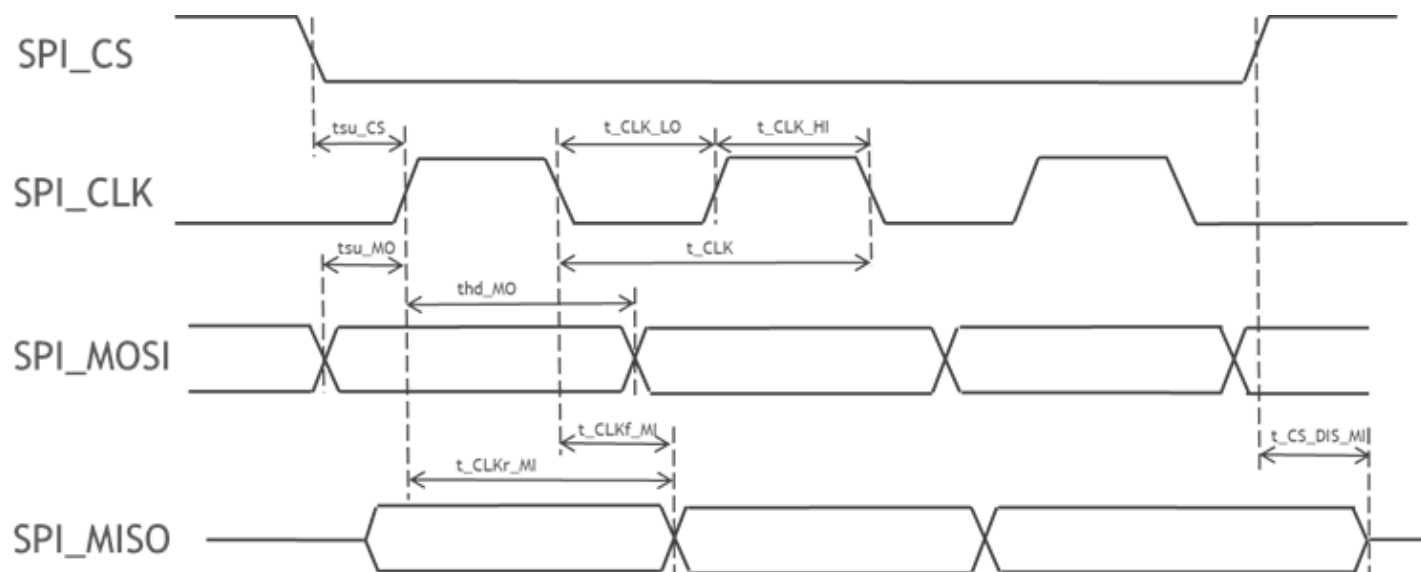 SPI_CS
tsu_CS
t_CLK_LO
t_CLK_HI
SPI_CLK
tsu_MO
t_CLK
thd_MO
SPI_MOSI
t_CLKf_MI
t_CS_DIS_MI
t_CLKr_MI
SPI_MISO